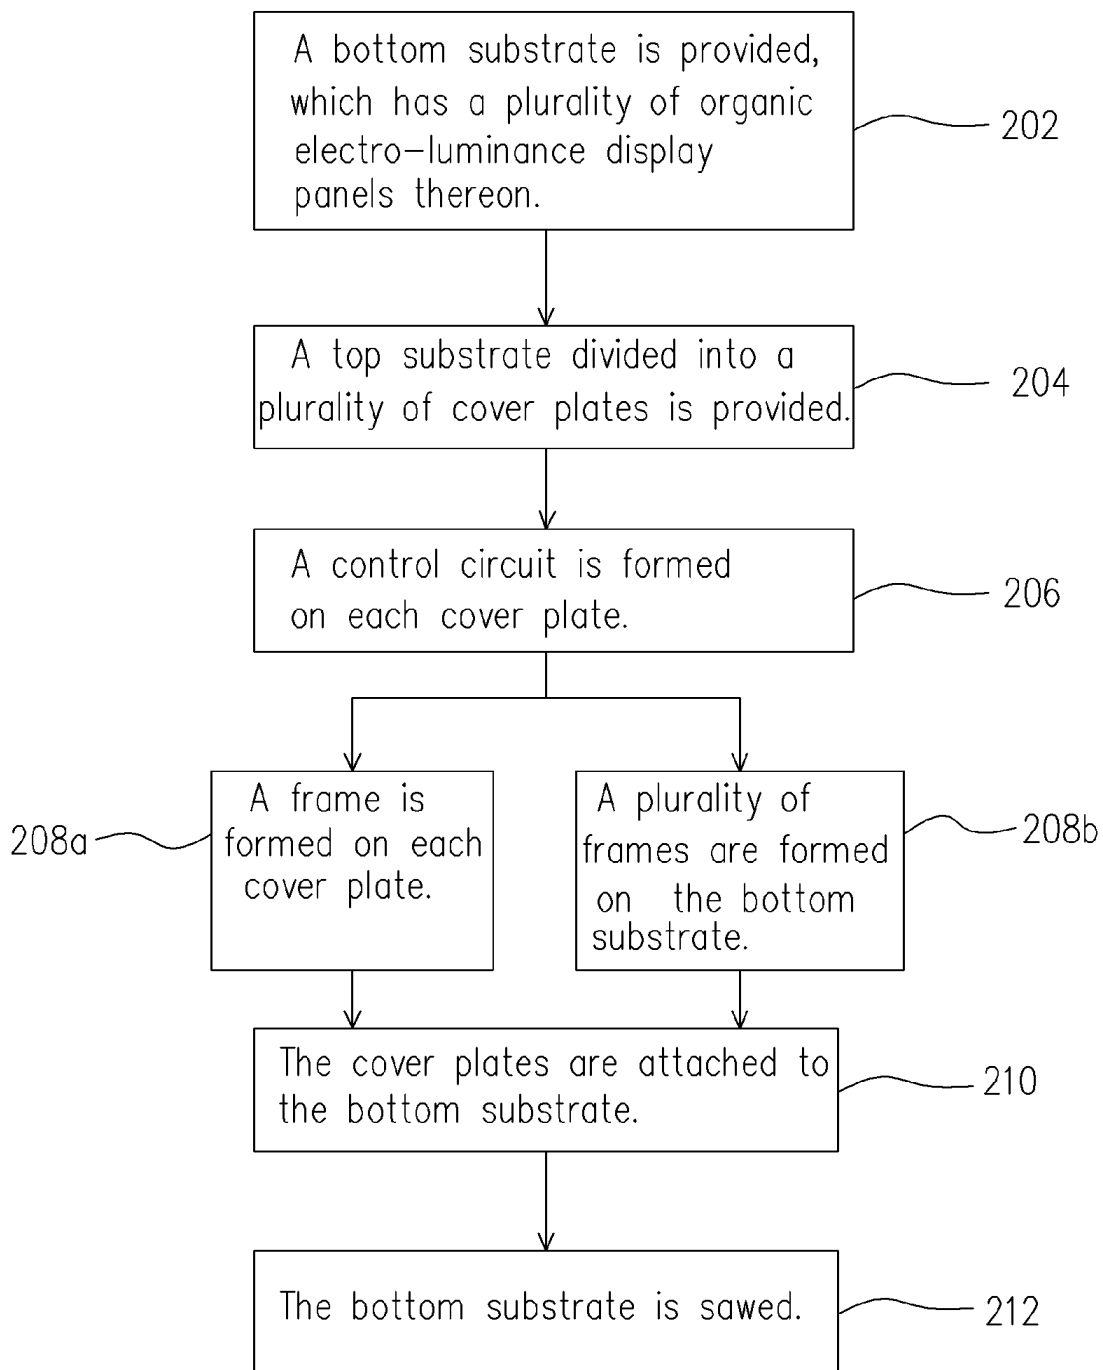 A bottom substrate is provided,
which has a plurality of organic
electro-luminance display
panels thereon.
202
A top substrate divided into a
plurality of cover plates is provided.
204
A control circuit is formed
on each cover plate.
206
A frame is
formed on each
cover plate.
208a
A plurality of
frames are formed
on the bottom
substrate.
208b
The cover plates are attached to
the bottom substrate.
210
The bottom substrate is sawed.
212